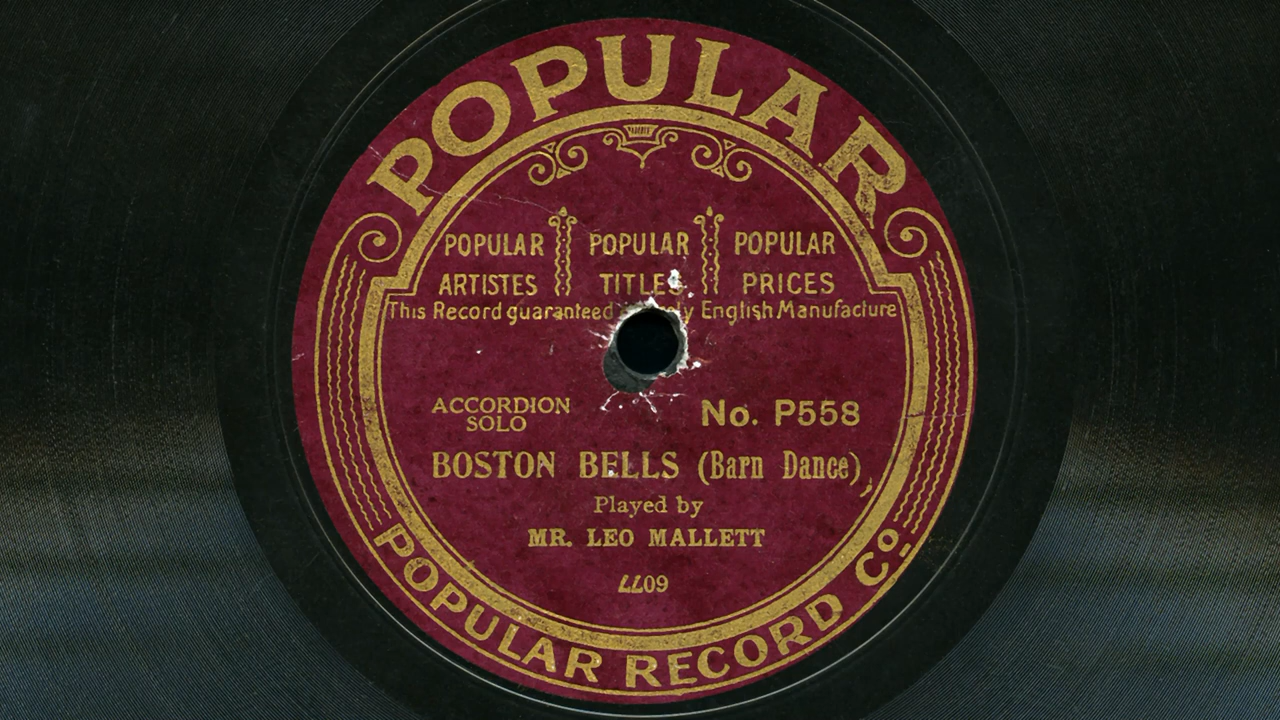 POPULAR
POPULAR POPULAR POPULAR
ARTISTES TITLES PRICES
This Record guaranteed English Manufacture
ACCORDION
SOLO
No. P558
BOSTON BELLS (Barn Dance),
Played by
MR. LEO MALLETT
POPULAR RECORD Co.